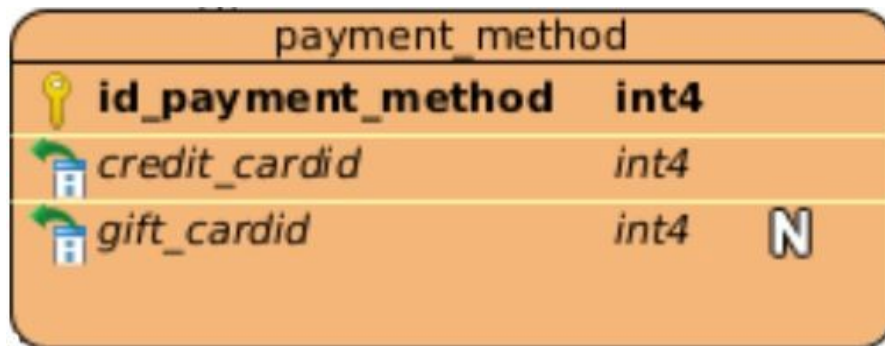 payment_method
id_payment_method int4
credit_cardid int4
gift_cardid int4 N